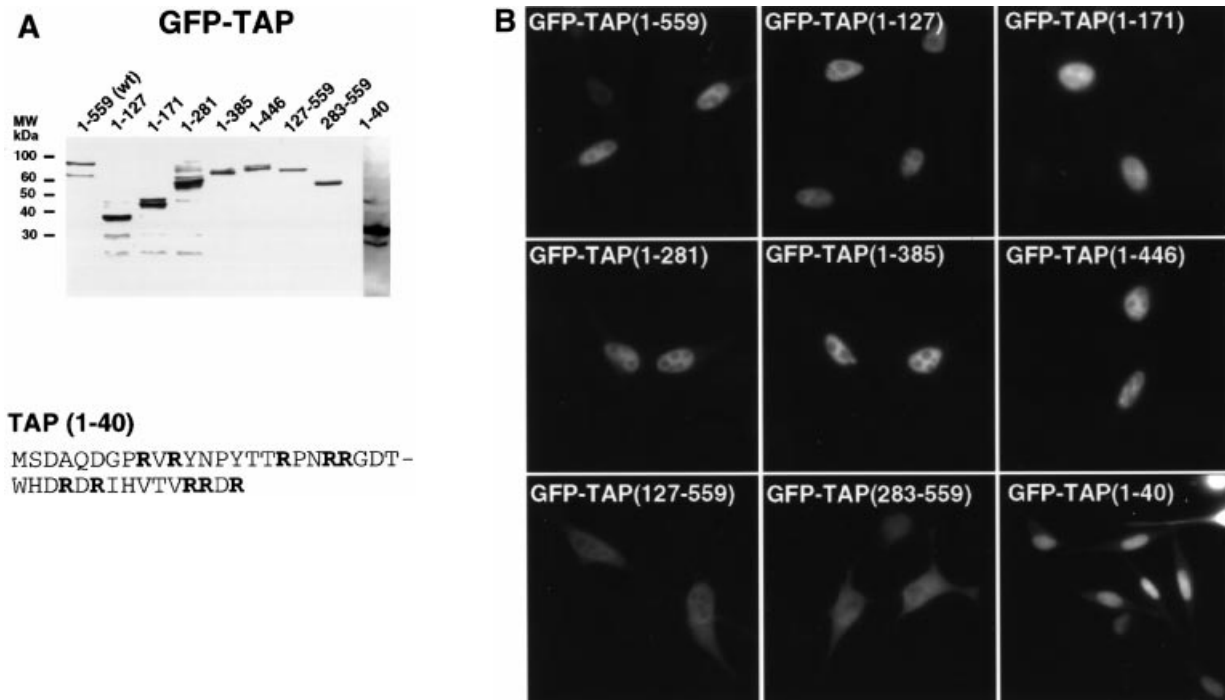 A
GFP-TAP
1-559 (wt)
1-127
1-171
1-281
1-385
1-446
127-559
283-559
1-40
MW
kDa
100
60
50
40
30
TAP (1-40)
MSDAQDGPRVRYNPYTTRPNRRGDT-
WHDRDRIHVTVRRDR
B
GFP-TAP(1-559)
GFP-TAP(1-127)
GFP-TAP(1-171)
GFP-TAP(1-281)
GFP-TAP(1-385)
GFP-TAP(1-446)
GFP-TAP(127-559)
GFP-TAP(283-559)
GFP-TAP(1-40)